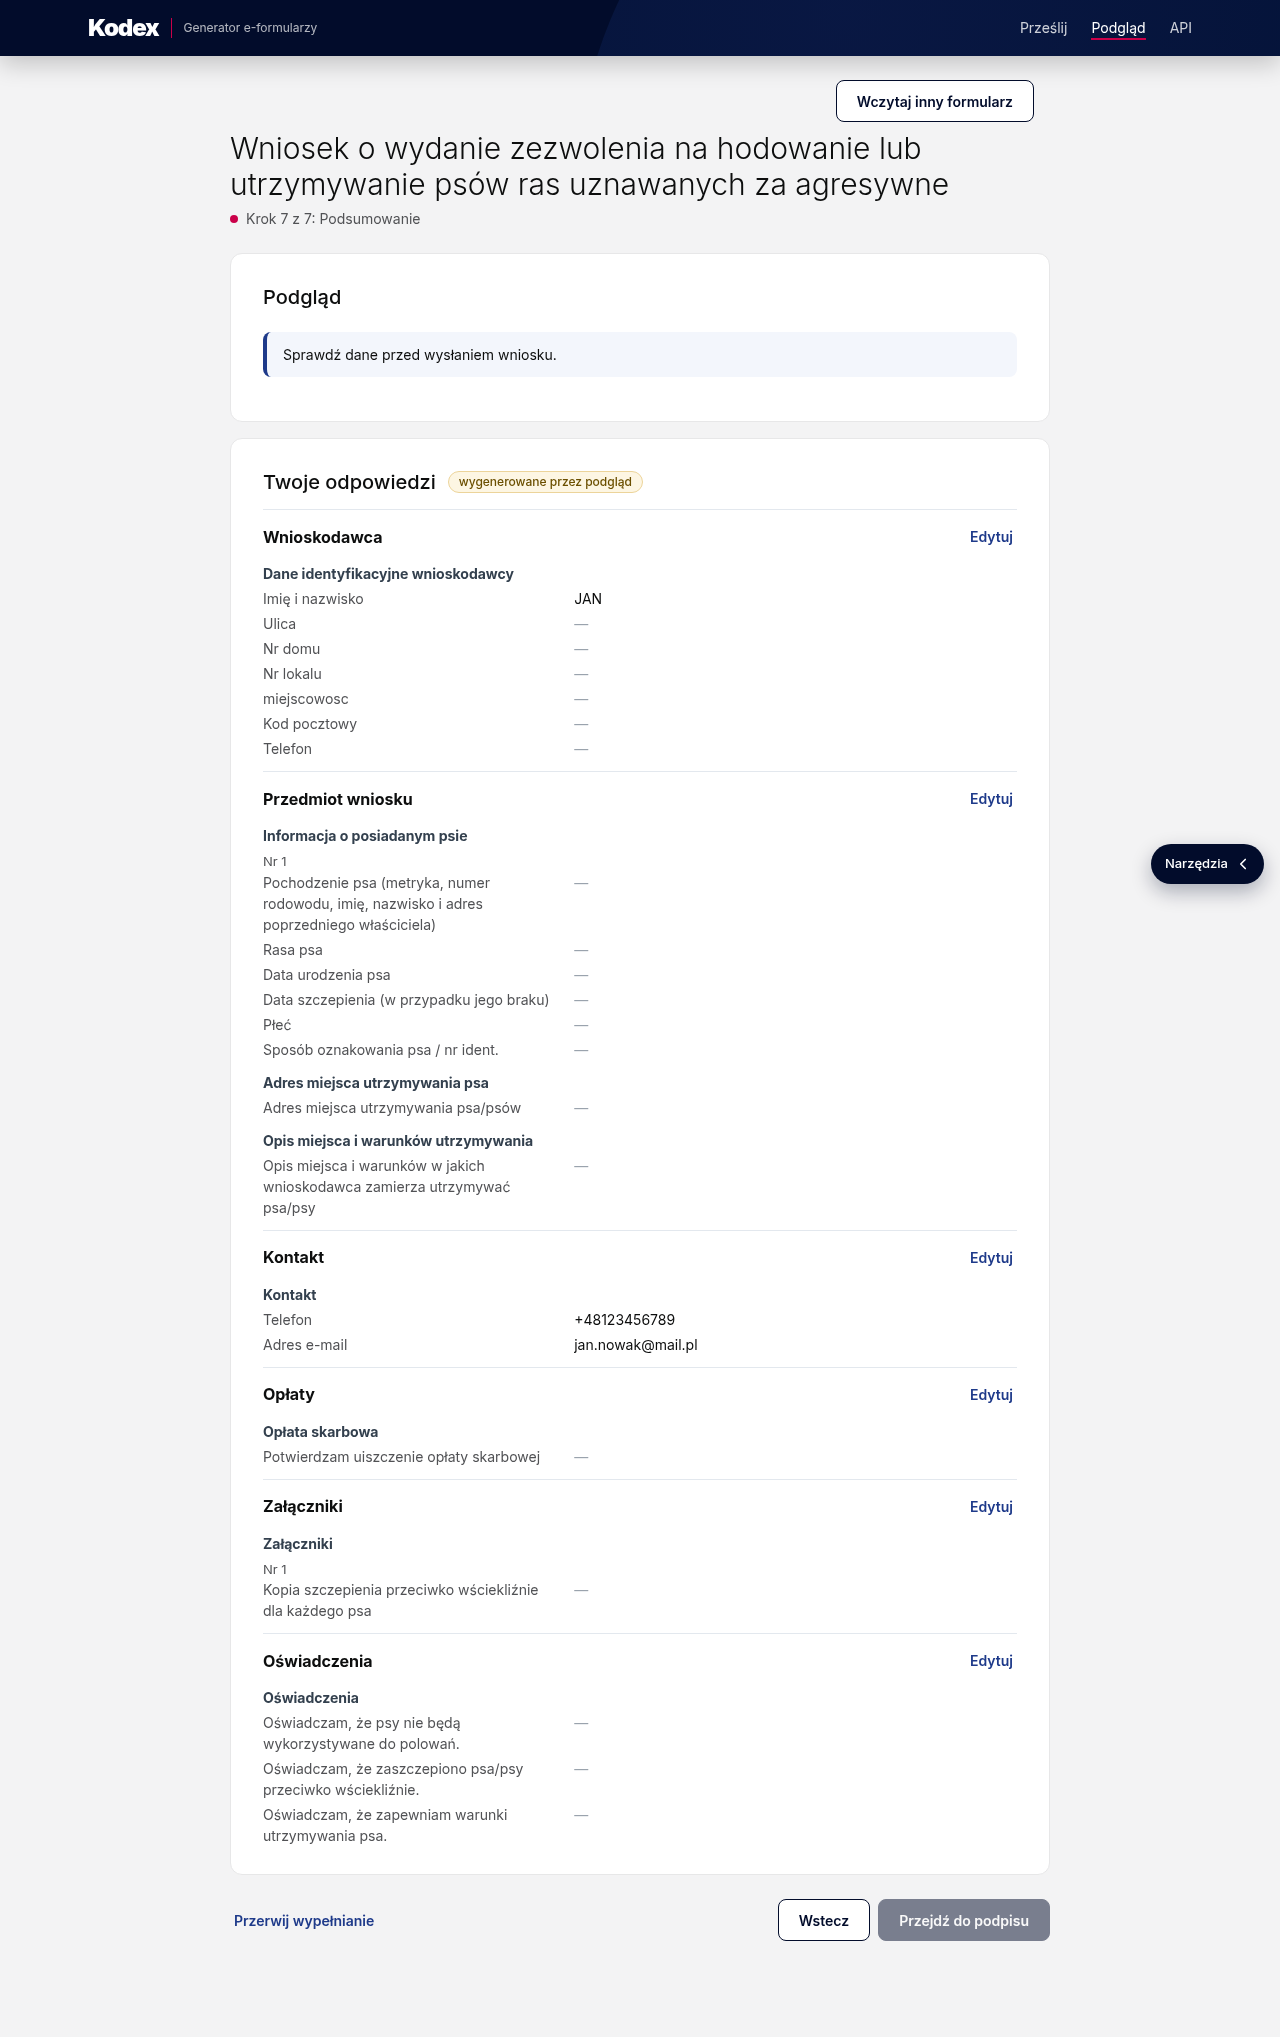 Kodex
Generator e-formularzy
Prześlij
Podgląd
API
Wczytaj inny formularz
Wniosek o wydanie zezwolenia na hodowanie lub
utrzymywanie psów ras uznawanych za agresywne
Krok 7 z 7: Podsumowanie
Podgląd
Sprawdź dane przed wysłaniem wniosku.
Twoje odpowiedzi
wygenerowane przez podgląd
Wnioskodawca
Edytuj
Dane identyfikacyjne wnioskodawcy
Imię i nazwisko JAN
Ulica —
Nr domu —
Nr lokalu —
miejscowosc —
Kod pocztowy —
Telefon —
Przedmiot wniosku
Edytuj
Informacja o posiadanym psie
Nr 1
Pochodzenie psa (metryka, numer —
rodowodu, imię, nazwisko i adres
poprzedniego właściciela)
Rasa psa —
Data urodzenia psa —
Data szczepienia (w przypadku jego braku) —
Płeć —
Sposób oznakowania psa / nr ident. —
Adres miejsca utrzymywania psa
Adres miejsca utrzymywania psa/psów —
Opis miejsca i warunków utrzymywania
Opis miejsca i warunków w jakich —
wnioskodawca zamierza utrzymywać
psa/psy
Kontakt
Edytuj
Kontakt
Telefon +48123456789
Adres e-mail jan.nowak@mail.pl
Opłaty
Edytuj
Opłata skarbowa
Potwierdzam uiszczenie opłaty skarbowej —
Załączniki
Edytuj
Załączniki
Nr 1
Kopia szczepienia przeciwko wściekliźnie —
dla każdego psa
Oświadczenia
Edytuj
Oświadczenia
Oświadczam, że psy nie będą —
wykorzystywane do polowań.
Oświadczam, że zaszczepiono psa/psy —
przeciwko wściekliźnie.
Oświadczam, że zapewniam warunki —
utrzymywania psa.
Przerwij wypełnianie
Wstecz
Przejdź do podpisu
Narzędzia